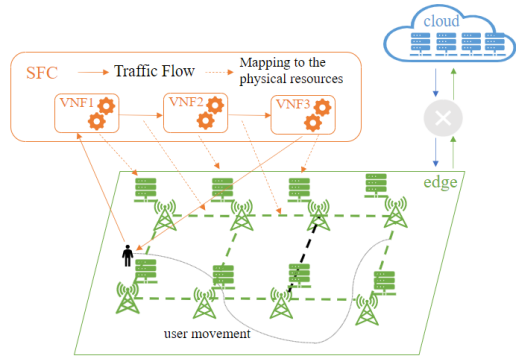 cloud
SFC
Traffic Flow
Mapping to the
physical resources
VNF1
VNF2
VNF3
edge
user movement